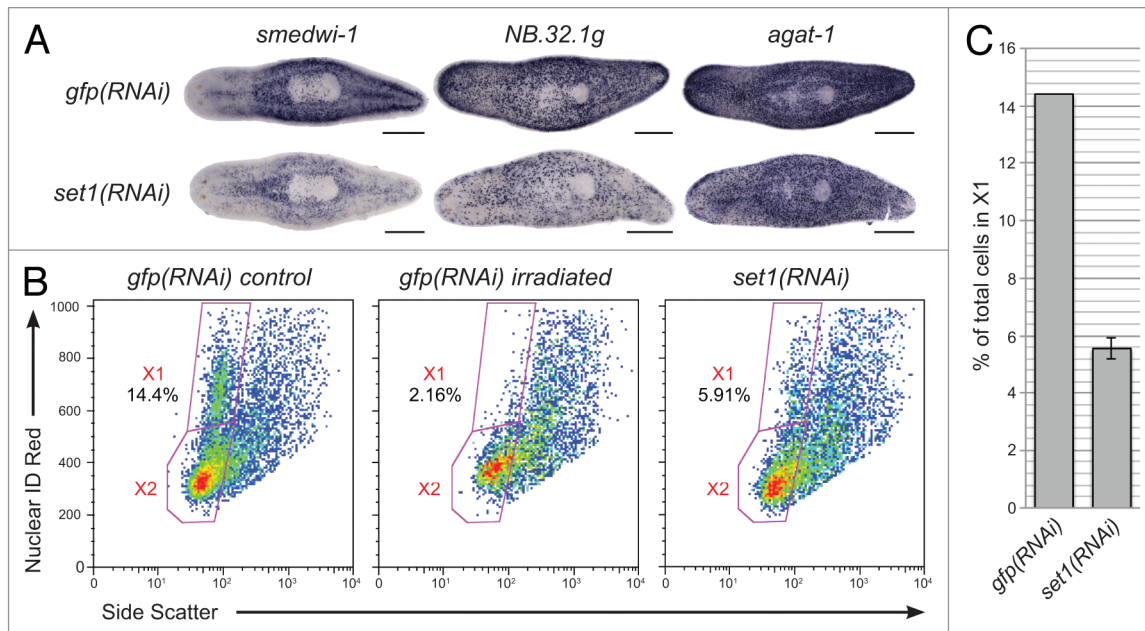 A
smedwi-1 NB.32.1g agat-1
gfp(RNAi)
set1(RNAi)
B
gfp(RNAi) control gfp(RNAi) irradiated set1(RNAi)
Nuclear ID Red
1000
800
600
400
200
0
X1
14.4%
X2
X1
2.16%
X2
X1
5.91%
X2
0 10¹ 10² 10³ 10⁴
0 10¹ 10² 10³ 10⁴
0 10¹ 10² 10³ 10⁴
Side Scatter
C
% of total cells in X1
16
14
12
16
14
8
6
4
2
0
gfp(RNAi)
set1(RNAi)